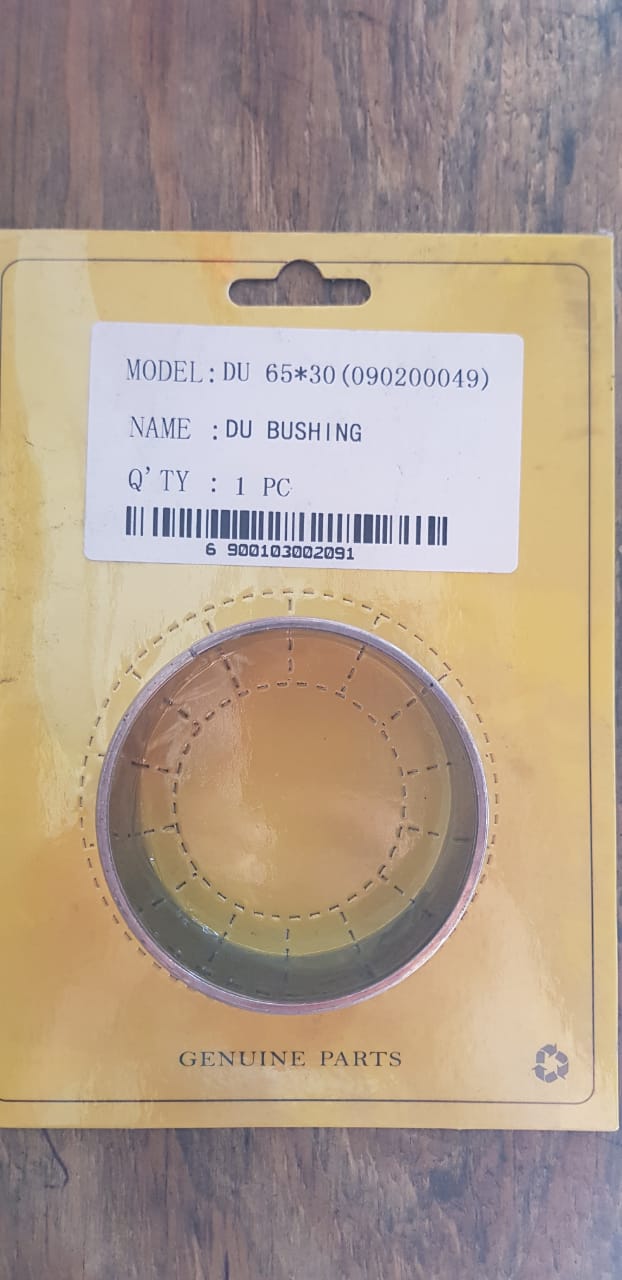 MODEL:DU 65*30(090200049)
NAME :DU BUSHING
Q'TY : 1 PC
6 900103002091
GENUINE PARTS